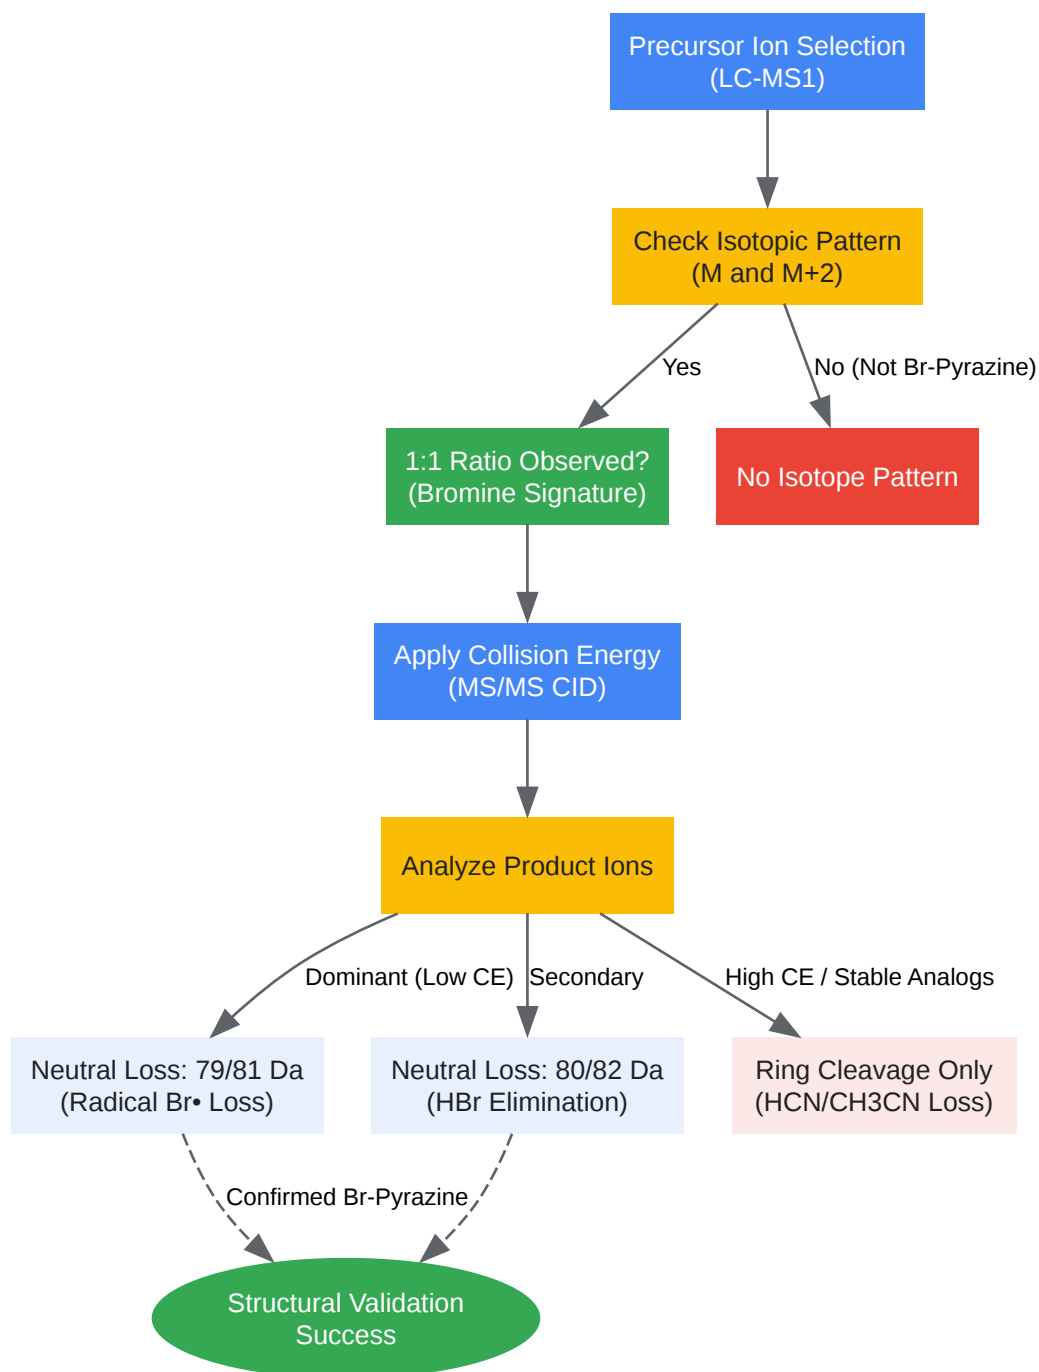 Precursor Ion Selection
(LC-MS1)
Check Isotopic Pattern
(M and M+2)
Yes
No (Not Br-Pyrazine)
1:1 Ratio Observed?
(Bromine Signature)
No Isotope Pattern
Apply Collision Energy
(MS/MS CID)
Analyze Product Ions
Dominant (Low CE)
Secondary
High CE / Stable Analogs
Neutral Loss: 79/81 Da
(Radical Br• Loss)
Neutral Loss: 80/82 Da
(HBr Elimination)
Ring Cleavage Only
(HCN/CH3CN Loss)
Confirmed Br-Pyrazine
Structural Validation
Success